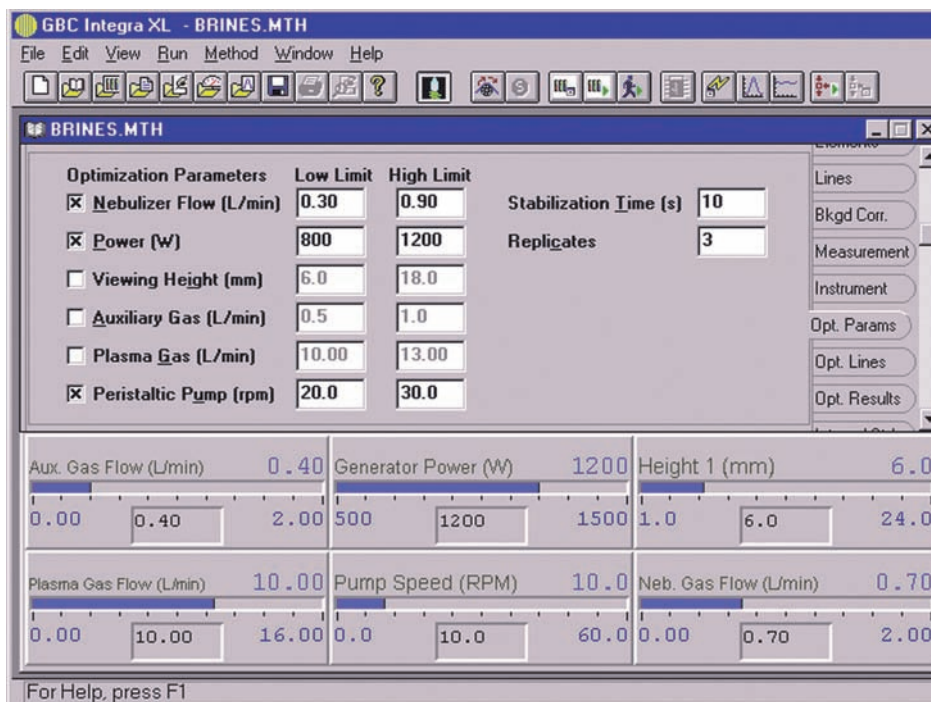 GBC Integra XL - BRINES.MTH
File Edit View Run Method Window Help
BRINES.MTH
Optimization Parameters Low Limit High Limit
Nebulizer Flow (L/min) 0.30 0.90 Stabilization Time (s) 10
Power (W) 800 1200 Replicates 3
Viewing Height (mm) 6.0 18.0
Auxiliary Gas (L/min) 0.5 1.0
Plasma Gas (L/min) 10.00 13.00
Peristaltic Pump (rpm) 20.0 30.0
Elements
Lines
Bkgd Corr.
Measurement
Instrument
Opt. Params
Opt. Lines
Opt. Results
Aux. Gas Flow (L/min) 0.40
0.00 0.40 2.00
Generator Power (W) 1200
500 1200 1500
Height 1 (mm) 6.0
1.0 6.0 24.0
Plasma Gas Flow (L/min) 10.00
0.00 10.00 16.00
Pump Speed (RPM) 10.0
0.0 10.0 60.0
Neb. Gas Flow (L/min) 0.70
0.00 0.70 2.00
For Help, press F1